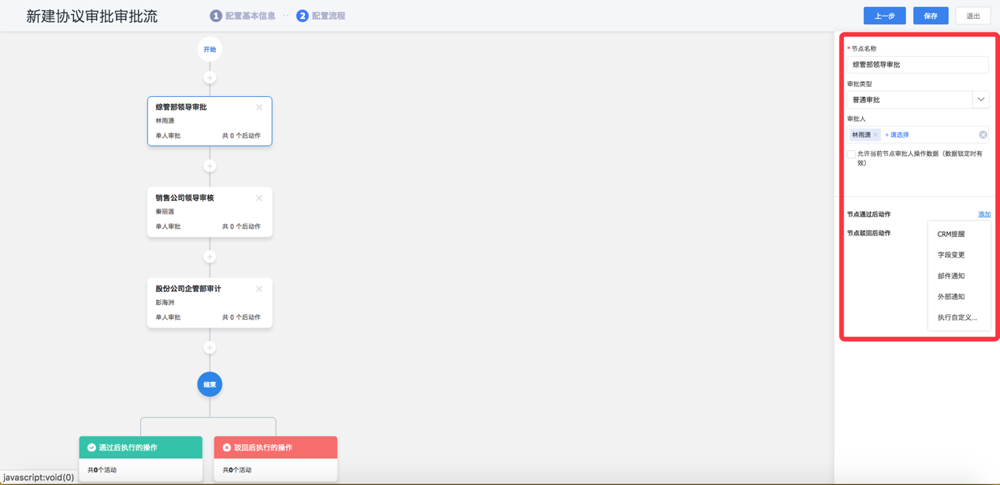 新建协议审批审批流
1 配置基本信息 ·· 2 配置流程
上一步 保存 退出
开始
综管部领导审批
林雨潇
单人审批 共 0 个后动作
销售公司领导审核
秦丽莲
单人审批 共 0 个后动作
股份公司企管部审计
彭海洲
单人审批 共 0 个后动作
结束
通过后执行的操作
共0个活动
驳回后执行的操作
共0个活动
javascript:void(0)
* 节点名称
综管部领导审批
审批类型
普通审批
审批人
林雨潇 +请选择
允许当前节点审批人操作数据（数据锁定时有
效）
节点通过后动作 添加
节点驳回后动作
CRM提醒
字段变更
邮件通知
外部通知
执行自定义...